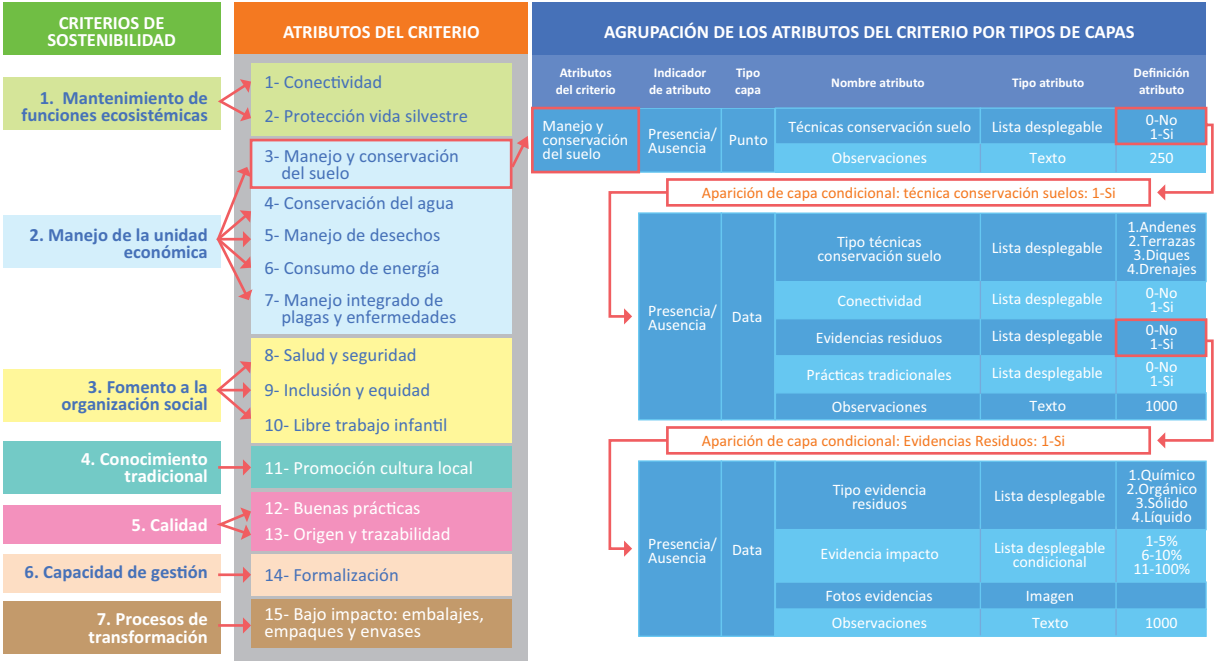 CRITERIOS DE
SOSTENIBILIDAD
1. Mantenimiento de
funciones ecosistémicas
2. Manejo de la unidad
económica
3. Fomento a la
organización social
4. Conocimiento
tradicional
5. Calidad
6. Capacidad de gestión
7. Procesos de
transformación
ATRIBUTOS DEL CRITERIO
1- Conectividad
2- Protección vida silvestre
3- Manejo y conservación
del suelo
4- Conservación del agua
5- Manejo de desechos
6- Consumo de energía
7- Manejo integrado de
plagas y enfermedades
8- Salud y seguridad
9- Inclusión y equidad
10- Libre trabajo infantil
11- Promoción cultura local
12- Buenas prácticas
13- Origen y trazabilidad
14- Formalización
15- Bajo impacto: embalajes,
empaques y envases
AGRUPACIÓN DE LOS ATRIBUTOS DEL CRITERIO POR TIPOS DE CAPAS
Atributos
del criterio
Indicador
de atributo
Tipo
capa
Nombre atributo
Tipo atributo
Definición
atributo
Manejo y
conservación
del suelo
Presencia/
Ausencia
Punto
Técnicas conservación suelo
Lista desplegable
0-No
1-Si
Observaciones
Texto
250
Aparición de capa condicional: técnica conservación suelos: 1-Si
Presencia/
Ausencia
Data
Tipo técnicas
conservación suelo
Lista desplegable
1.Andenes
2.Terrazas
3.Diques
4.Drenajes
Conectividad
Lista desplegable
0-No
1-Si
Evidencias residuos
Lista desplegable
0-No
1-Si
Prácticas tradicionales
Lista desplegable
0-No
1-Si
Observaciones
Texto
1000
Aparición de capa condicional: Evidencias Residuos: 1-Si
Presencia/
Ausencia
Data
Tipo evidencia
residuos
Lista desplegable
1.Químico
2.Orgánico
3.Sólido
4.Líquido
Evidencia impacto
Lista desplegable
condicional
1-5%
6-10%
11-100%
Fotos evidencias
Imagen
Observaciones
Texto
1000